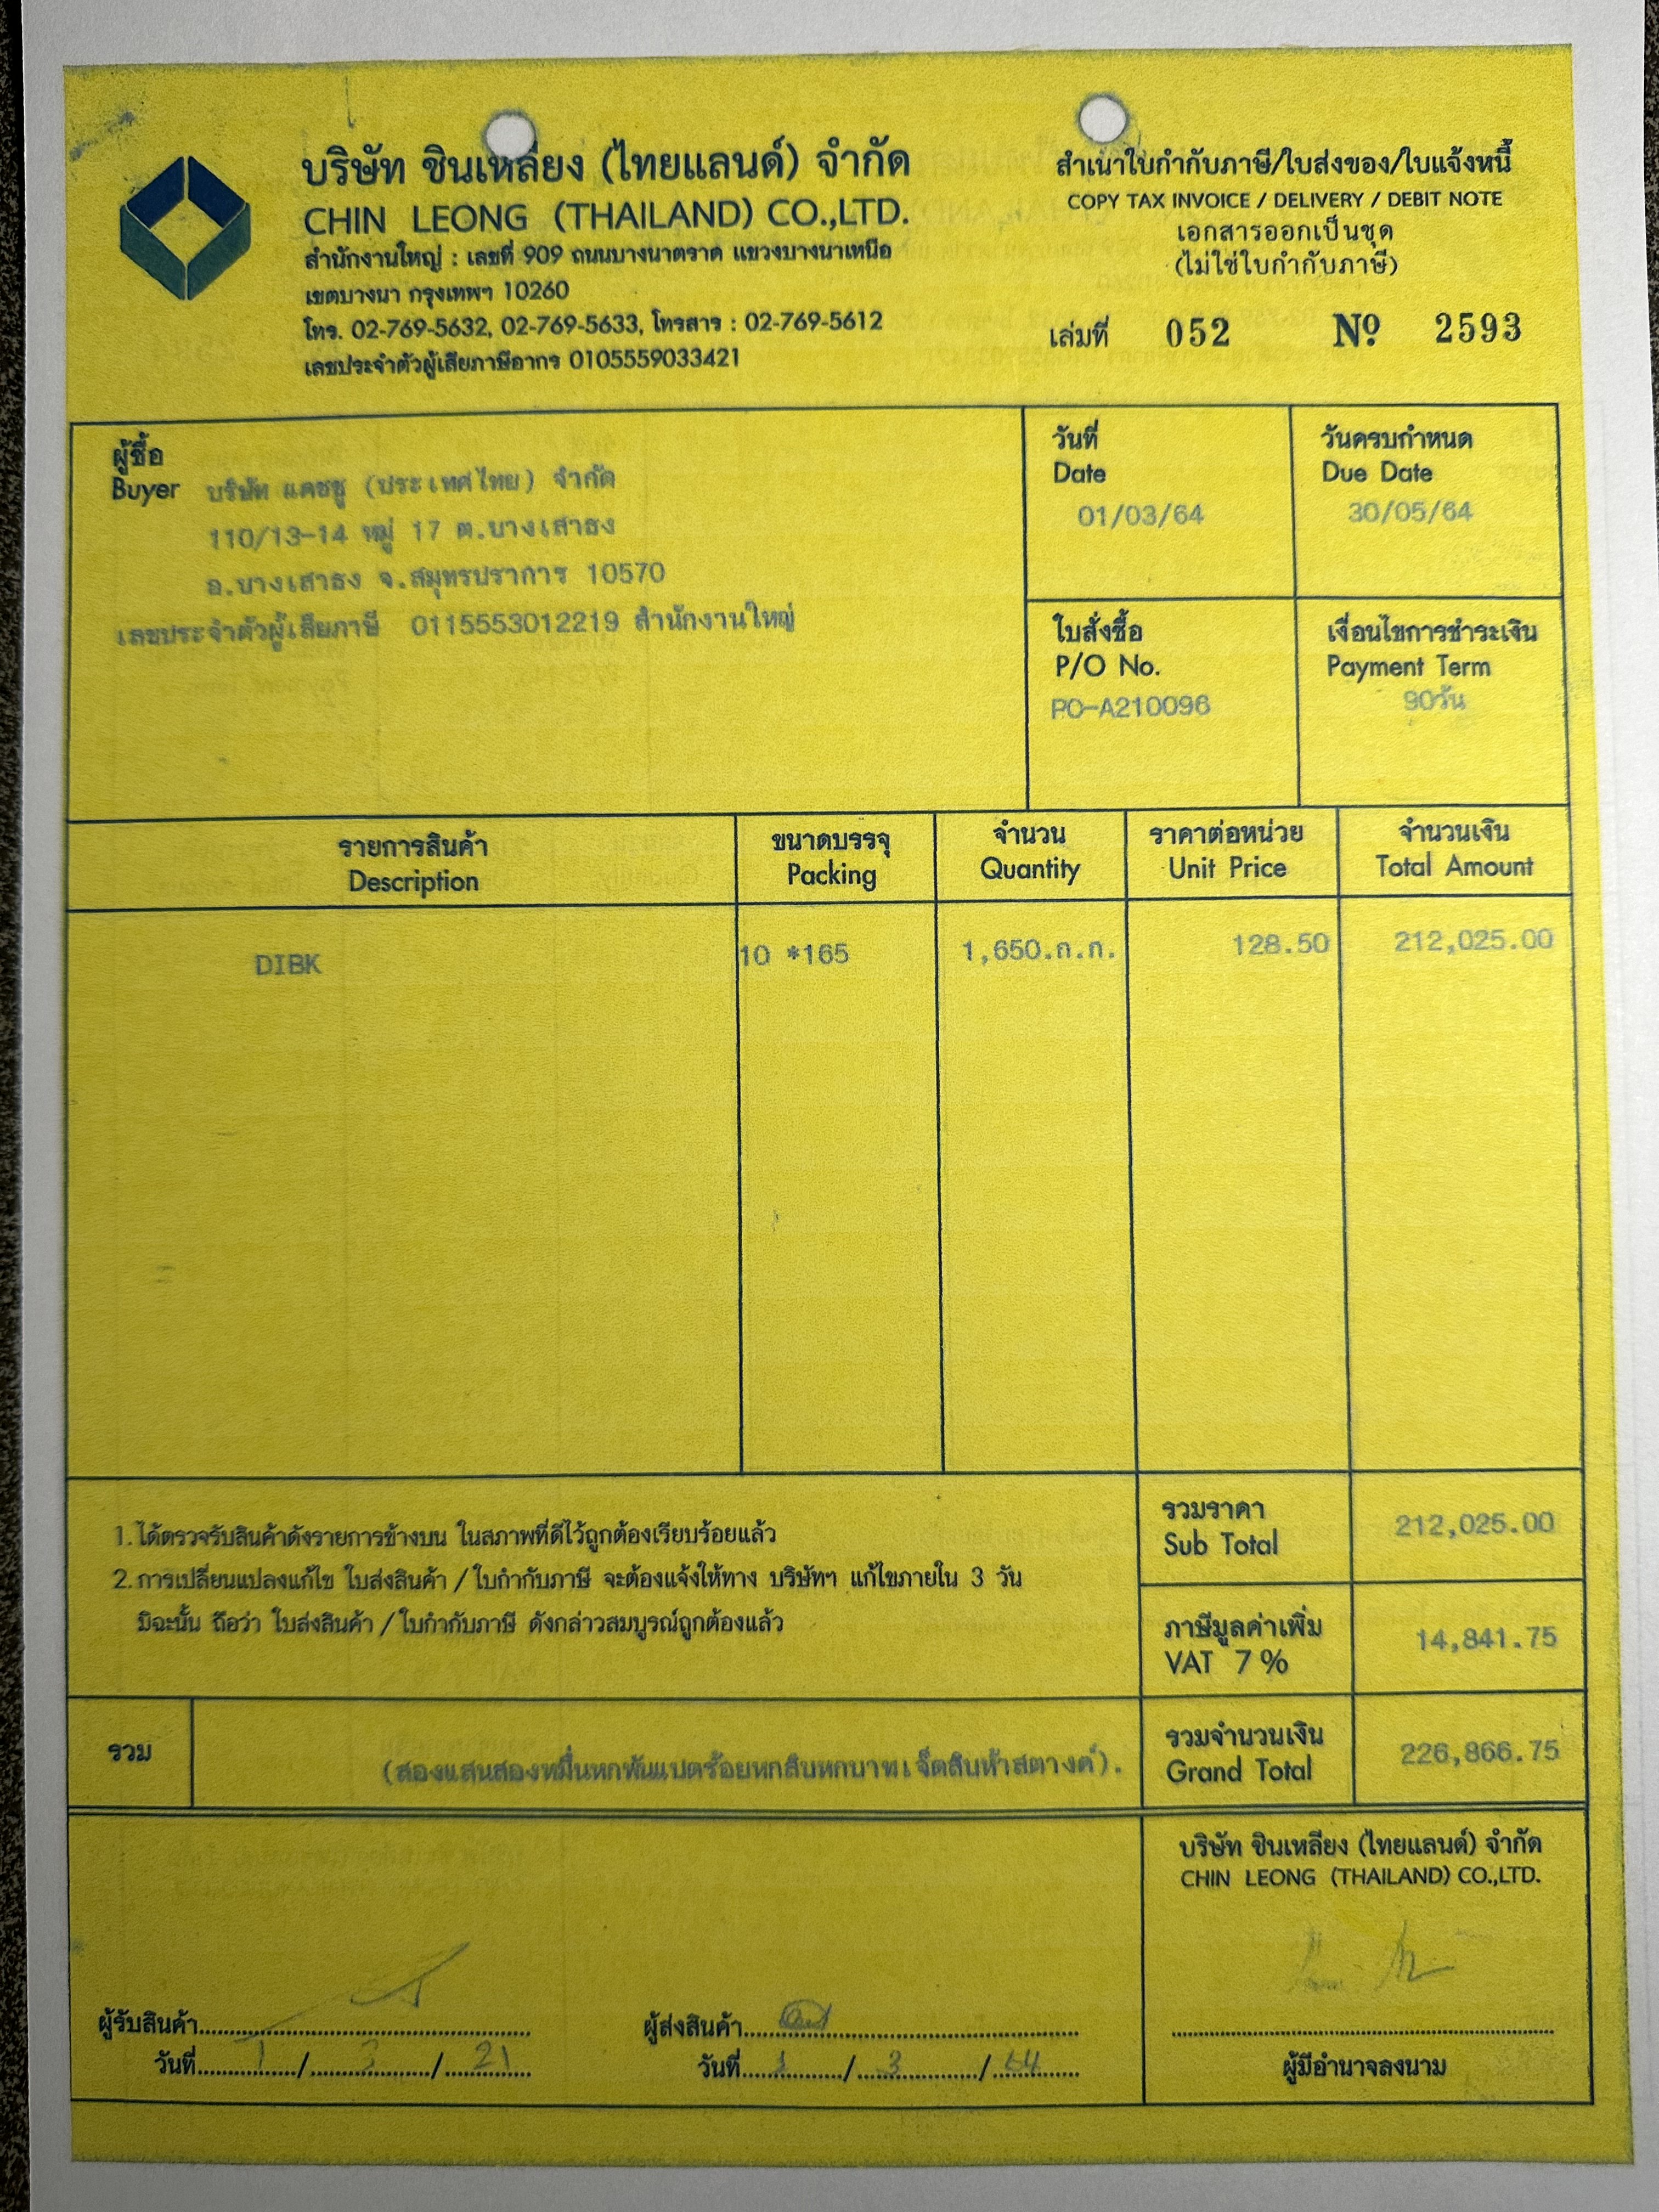 บริษัท ชินเหลียง (ไทยแลนด์) จำกัด
CHIN LEONG (THAILAND) CO.,LTD.
สำนักงานใหญ่ : เลขที่ 909 ถนนบางนาตราด แขวงบางนาเหนือ
เขตบางนา กรุงเทพฯ 10260
โทร. 02-769-5632, 02-769-5633, โทรสาร : 02-769-5612
เลขประจำตัวผู้เสียภาษีอากร 0105559033421
สำเนาใบกำกับภาษี/ใบส่งของ/ใบแจ้งหนี้
COPY TAX INVOICE / DELIVERY / DEBIT NOTE
เอกสารออกเป็นชุด
(ไม่ใช่ใบกำกับภาษี)
เล่มที่ 052 Nº 2593
ผู้ซื้อ
Buyer บริษัท แคชชู (ประเทศไทย) จำกัด
110/13-14 หมู่ 17 ต.บางเสาธง
อ.บางเสาธง จ.สมุทรปราการ 10570
เลขประจำตัวผู้เสียภาษี 0115553012219 สำนักงานใหญ่
วันที่
Date
01/03/64
วันครบกำหนด
Due Date
30/05/64
ใบสั่งซื้อ
P/O No.
PO-A210096
เงื่อนไขการชำระเงิน
Payment Term
90วัน
รายการสินค้า ขนาดบรรจุ จำนวน ราคาต่อหน่วย จำนวนเงิน
Description Packing Quantity Unit Price Total Amount
DIBK 10 *165 1,650.ก.ก. 128.50 212,025.00
1. ได้ตรวจรับสินค้าดังรายการข้างบน ในสภาพที่ดีไว้ถูกต้องเรียบร้อยแล้ว
2. การเปลี่ยนแปลงแก้ไข ใบส่งสินค้า / ใบกำกับภาษี จะต้องแจ้งให้ทาง บริษัทฯ แก้ไขภายใน 3 วัน
มิฉะนั้น ถือว่า ใบส่งสินค้า / ใบกำกับภาษี ดังกล่าวสมบูรณ์ถูกต้องแล้ว
รวมราคา
Sub Total 212,025.00
ภาษีมูลค่าเพิ่ม
VAT 7 % 14,841.75
รวม (สองแสนสองหมื่นหกพันแปดร้อยหกสิบหกบาทเจ็ดสิบห้าสตางค์).
รวมจำนวนเงิน
Grand Total 226,866.75
บริษัท ชินเหลียง (ไทยแลนด์) จำกัด
CHIN LEONG (THAILAND) CO.,LTD.
ผู้รับสินค้า
วันที่ 1 / 3 / 21
ผู้ส่งสินค้า
วันที่ 1 / 3 / 64
ผู้มีอำนาจลงนาม